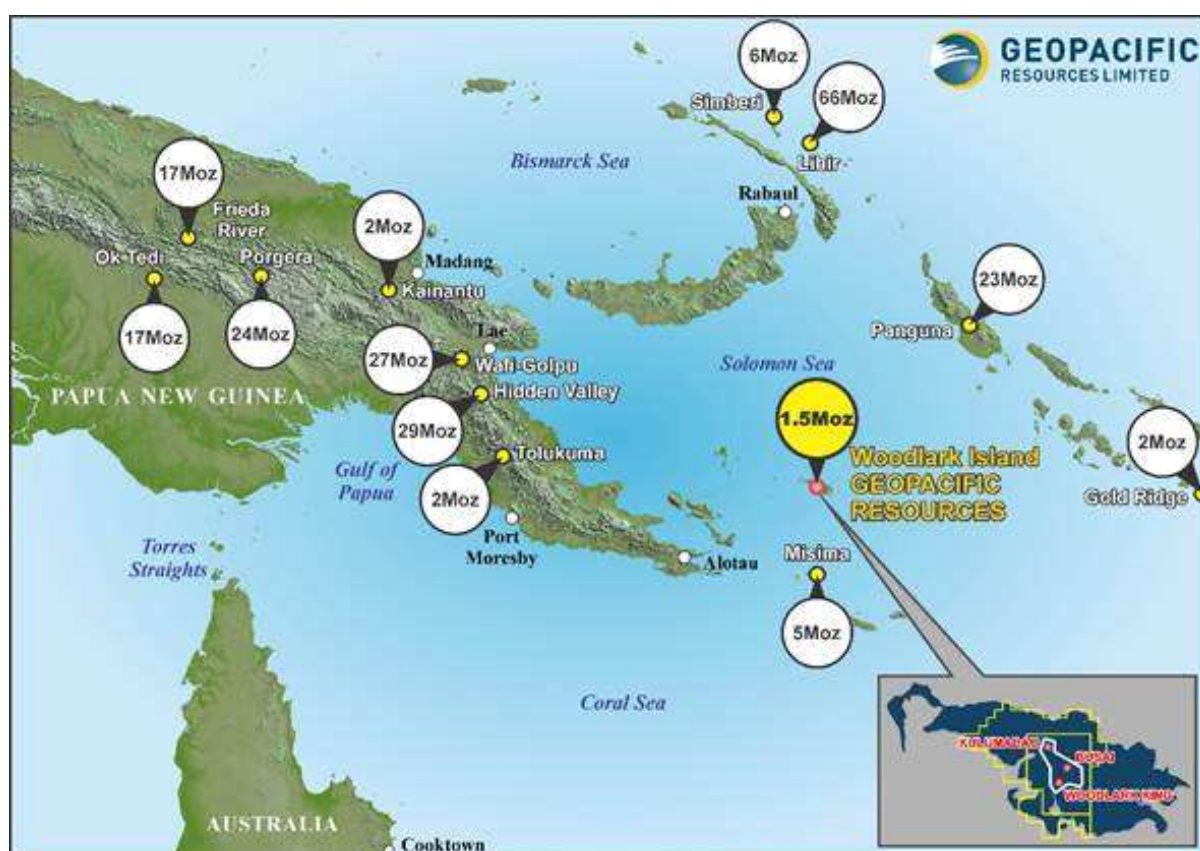 GEOPACIFIC
RESOURCES LIMITED
6Moz
Simberi
66Moz
Lihir
Bismarck Sea
Rabaul
17Moz
Frieda
River
2Moz
Ok Tedi
Porgera
Madang
Kainantu
23Moz
Panguna
17Moz
24Moz
Lae
27Moz
Wafi-Golpu
Solomon Sea
PAPUA NEW GUINEA
Hidden Valley
29Moz
1.5Moz
2Moz
Gulf of
Papua
Tolukuma
2Moz
Woodlark Island
GEOPACIFIC
RESOURCES
Gold Ridge
Port
Moresby
Torres
Straights
Alotau
Misima
5Moz
Coral Sea
KULUMADAU
BUSAI
WOODLARK KING
AUSTRALIA
Cooktown